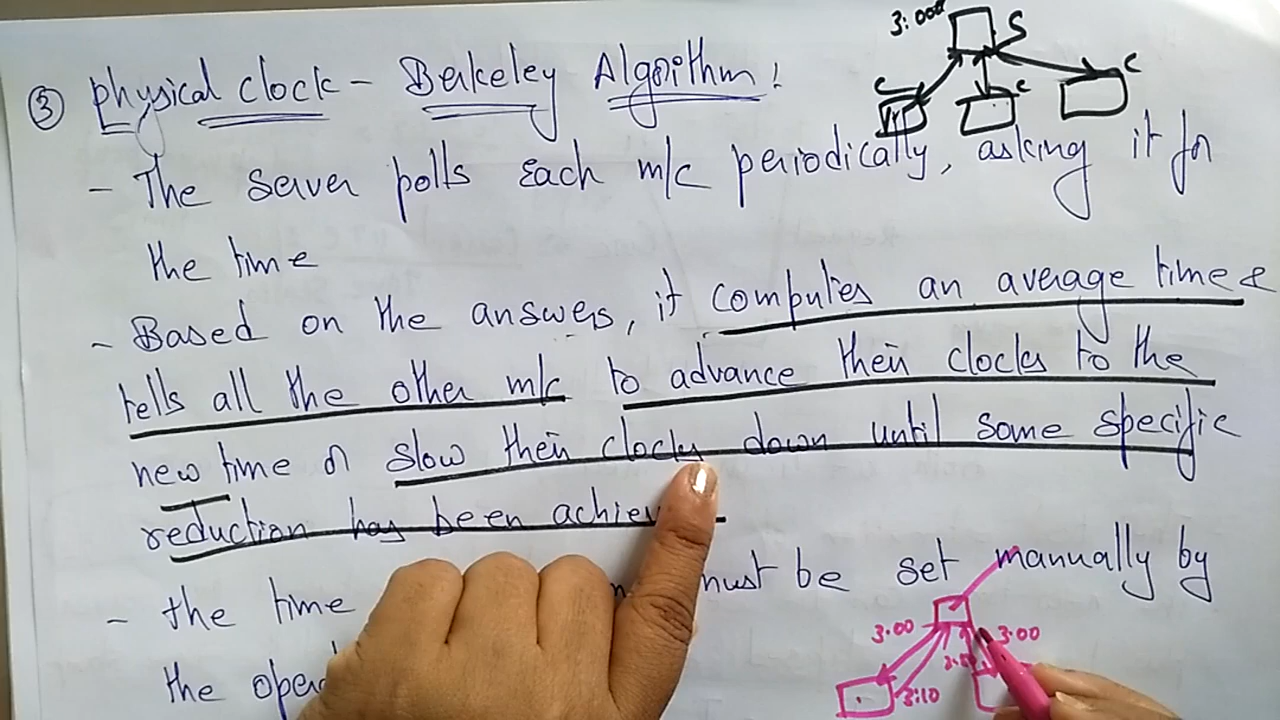 3:00
S
③ Physical clock - Berkeley Algorithm:
C
C
C
- The server polls each m/c periodically, asking it for
the time
- Based on the answers, it computes an average time &
tells all the other m/c to advance their clocks to the
new time or slow their clocks down until some specific
reduction has been
- the time must be set manually by
the
3.00
3.00
3:10